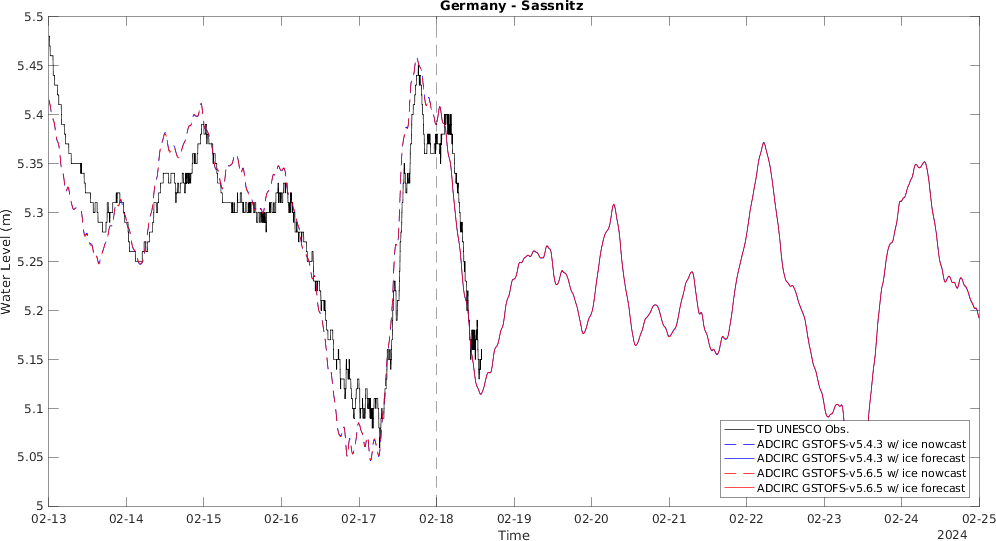 Germany - Sassnitz
5.5
5.45
5.4
5.35
5.3
5.25
5.2
5.15
5.1
5.05
5
Water Level (m)
TD UNESCO Obs.
ADCIRC GSTOFS-v5.4.3 w/ ice nowcast
ADCIRC GSTOFS-v5.4.3 w/ ice forecast
ADCIRC GSTOFS-v5.6.5 w/ ice nowcast
ADCIRC GSTOFS-v5.6.5 w/ ice forecast
02-13 02-14 02-15 02-16 02-17 02-18 02-19 02-20 02-21 02-22 02-23 02-24 02-25
Time
2024